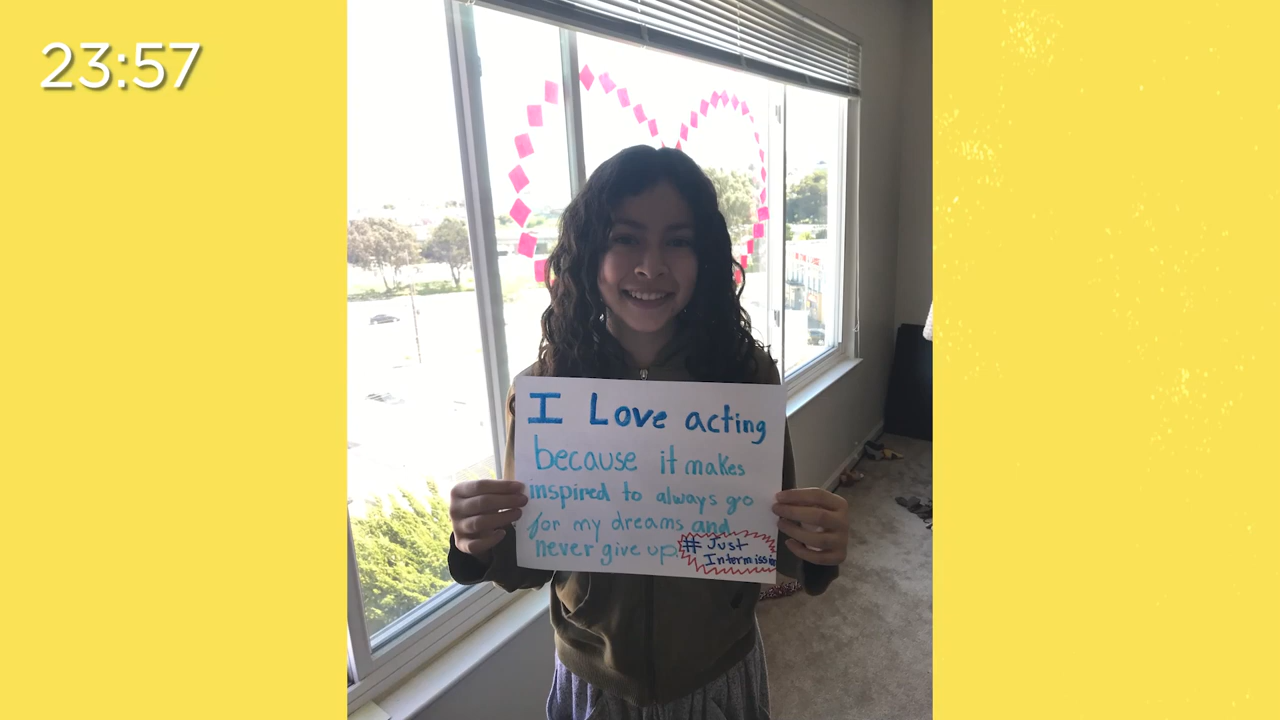 23:57
I Love acting
because it makes
inspired to always go
for my dreams and
never give up.
# Just
Intermission